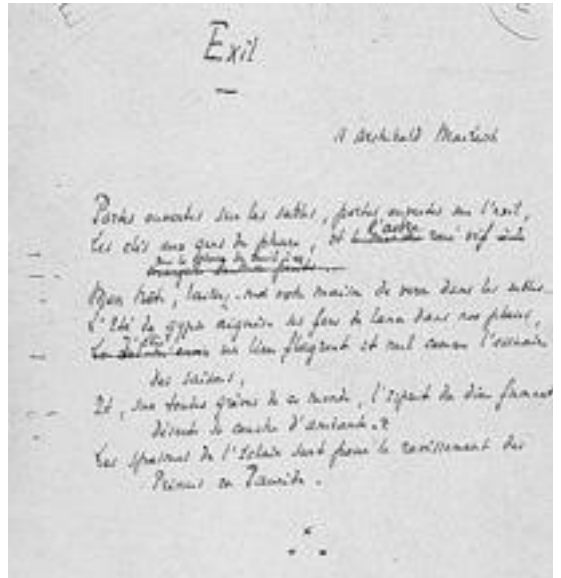 Exil
A Archibald MacLeish
Portes ouvertes sur les sables, portes ouvertes sur l'exil,
Les clés aux gens du phare, et l'astre roué vif
sur la pierre du seuil
Mon hôte, laissez-moi votre maison de verre dans les sables...
L'Été de gypse aiguise ses fers de lance dans nos plaies,
un lieu flagrant et nul comme l'ossuaire
des saisons,
Et, sur toutes grèves de ce monde, l'esprit du dieu fumant
déserte sa couche d'amiante.
Les spasmes de l'éclair sont pour le ravissement des
Princes en Tauride.